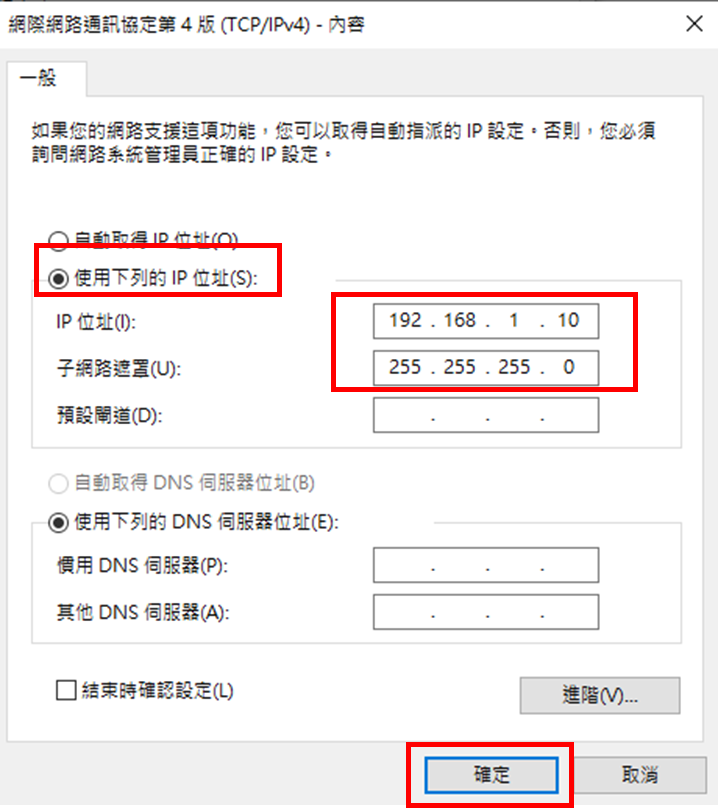 網際網路通訊協定第 4 版 (TCP/IPv4) - 內容
一般
如果您的網路支援這項功能，您可以取得自動指派的 IP 設定。否則，您必須
詢問網路系統管理員正確的 IP 設定。
自動取得 IP 位址(O)
使用下列的 IP 位址(S):
IP 位址(I): 192 . 168 . 1 . 10
子網路遮罩(U): 255 . 255 . 255 . 0
預設閘道(D): . . .
自動取得 DNS 伺服器位址(B)
使用下列的 DNS 伺服器位址(E):
慣用 DNS 伺服器(P): . . .
其他 DNS 伺服器(A): . . .
結束時確認設定(L)
進階(V)...
確定 取消